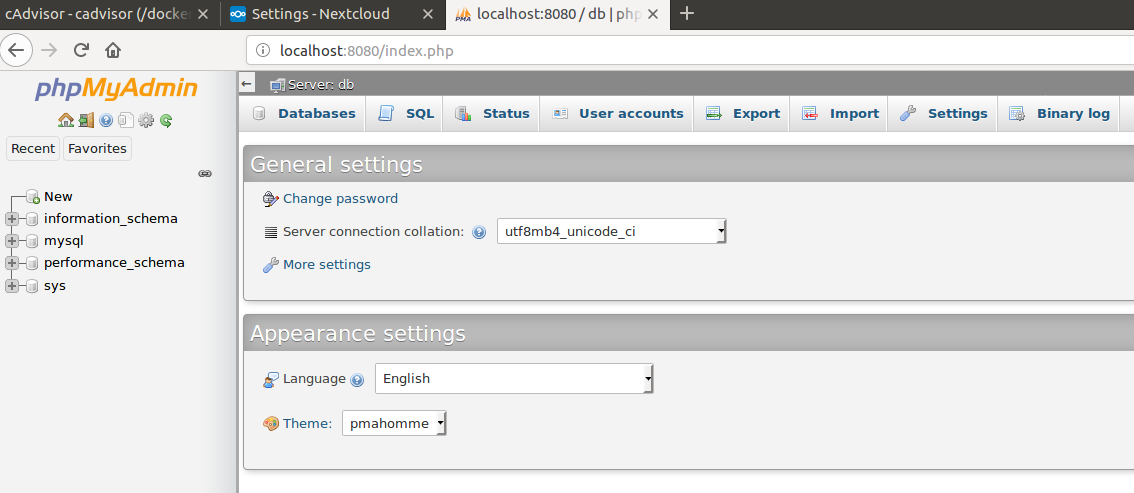 cAdvisor - cadvisor (/docke
Settings - Nextcloud
localhost:8080 / db | php
localhost:8080/index.php
phpMyAdmin
Recent Favorites
New
information_schema
mysql
performance_schema
sys
Server: db
Databases SQL Status User accounts Export Import Settings Binary log
General settings
Change password
Server connection collation: utf8mb4_unicode_ci
More settings
Appearance settings
Language English
Theme: pmahomme